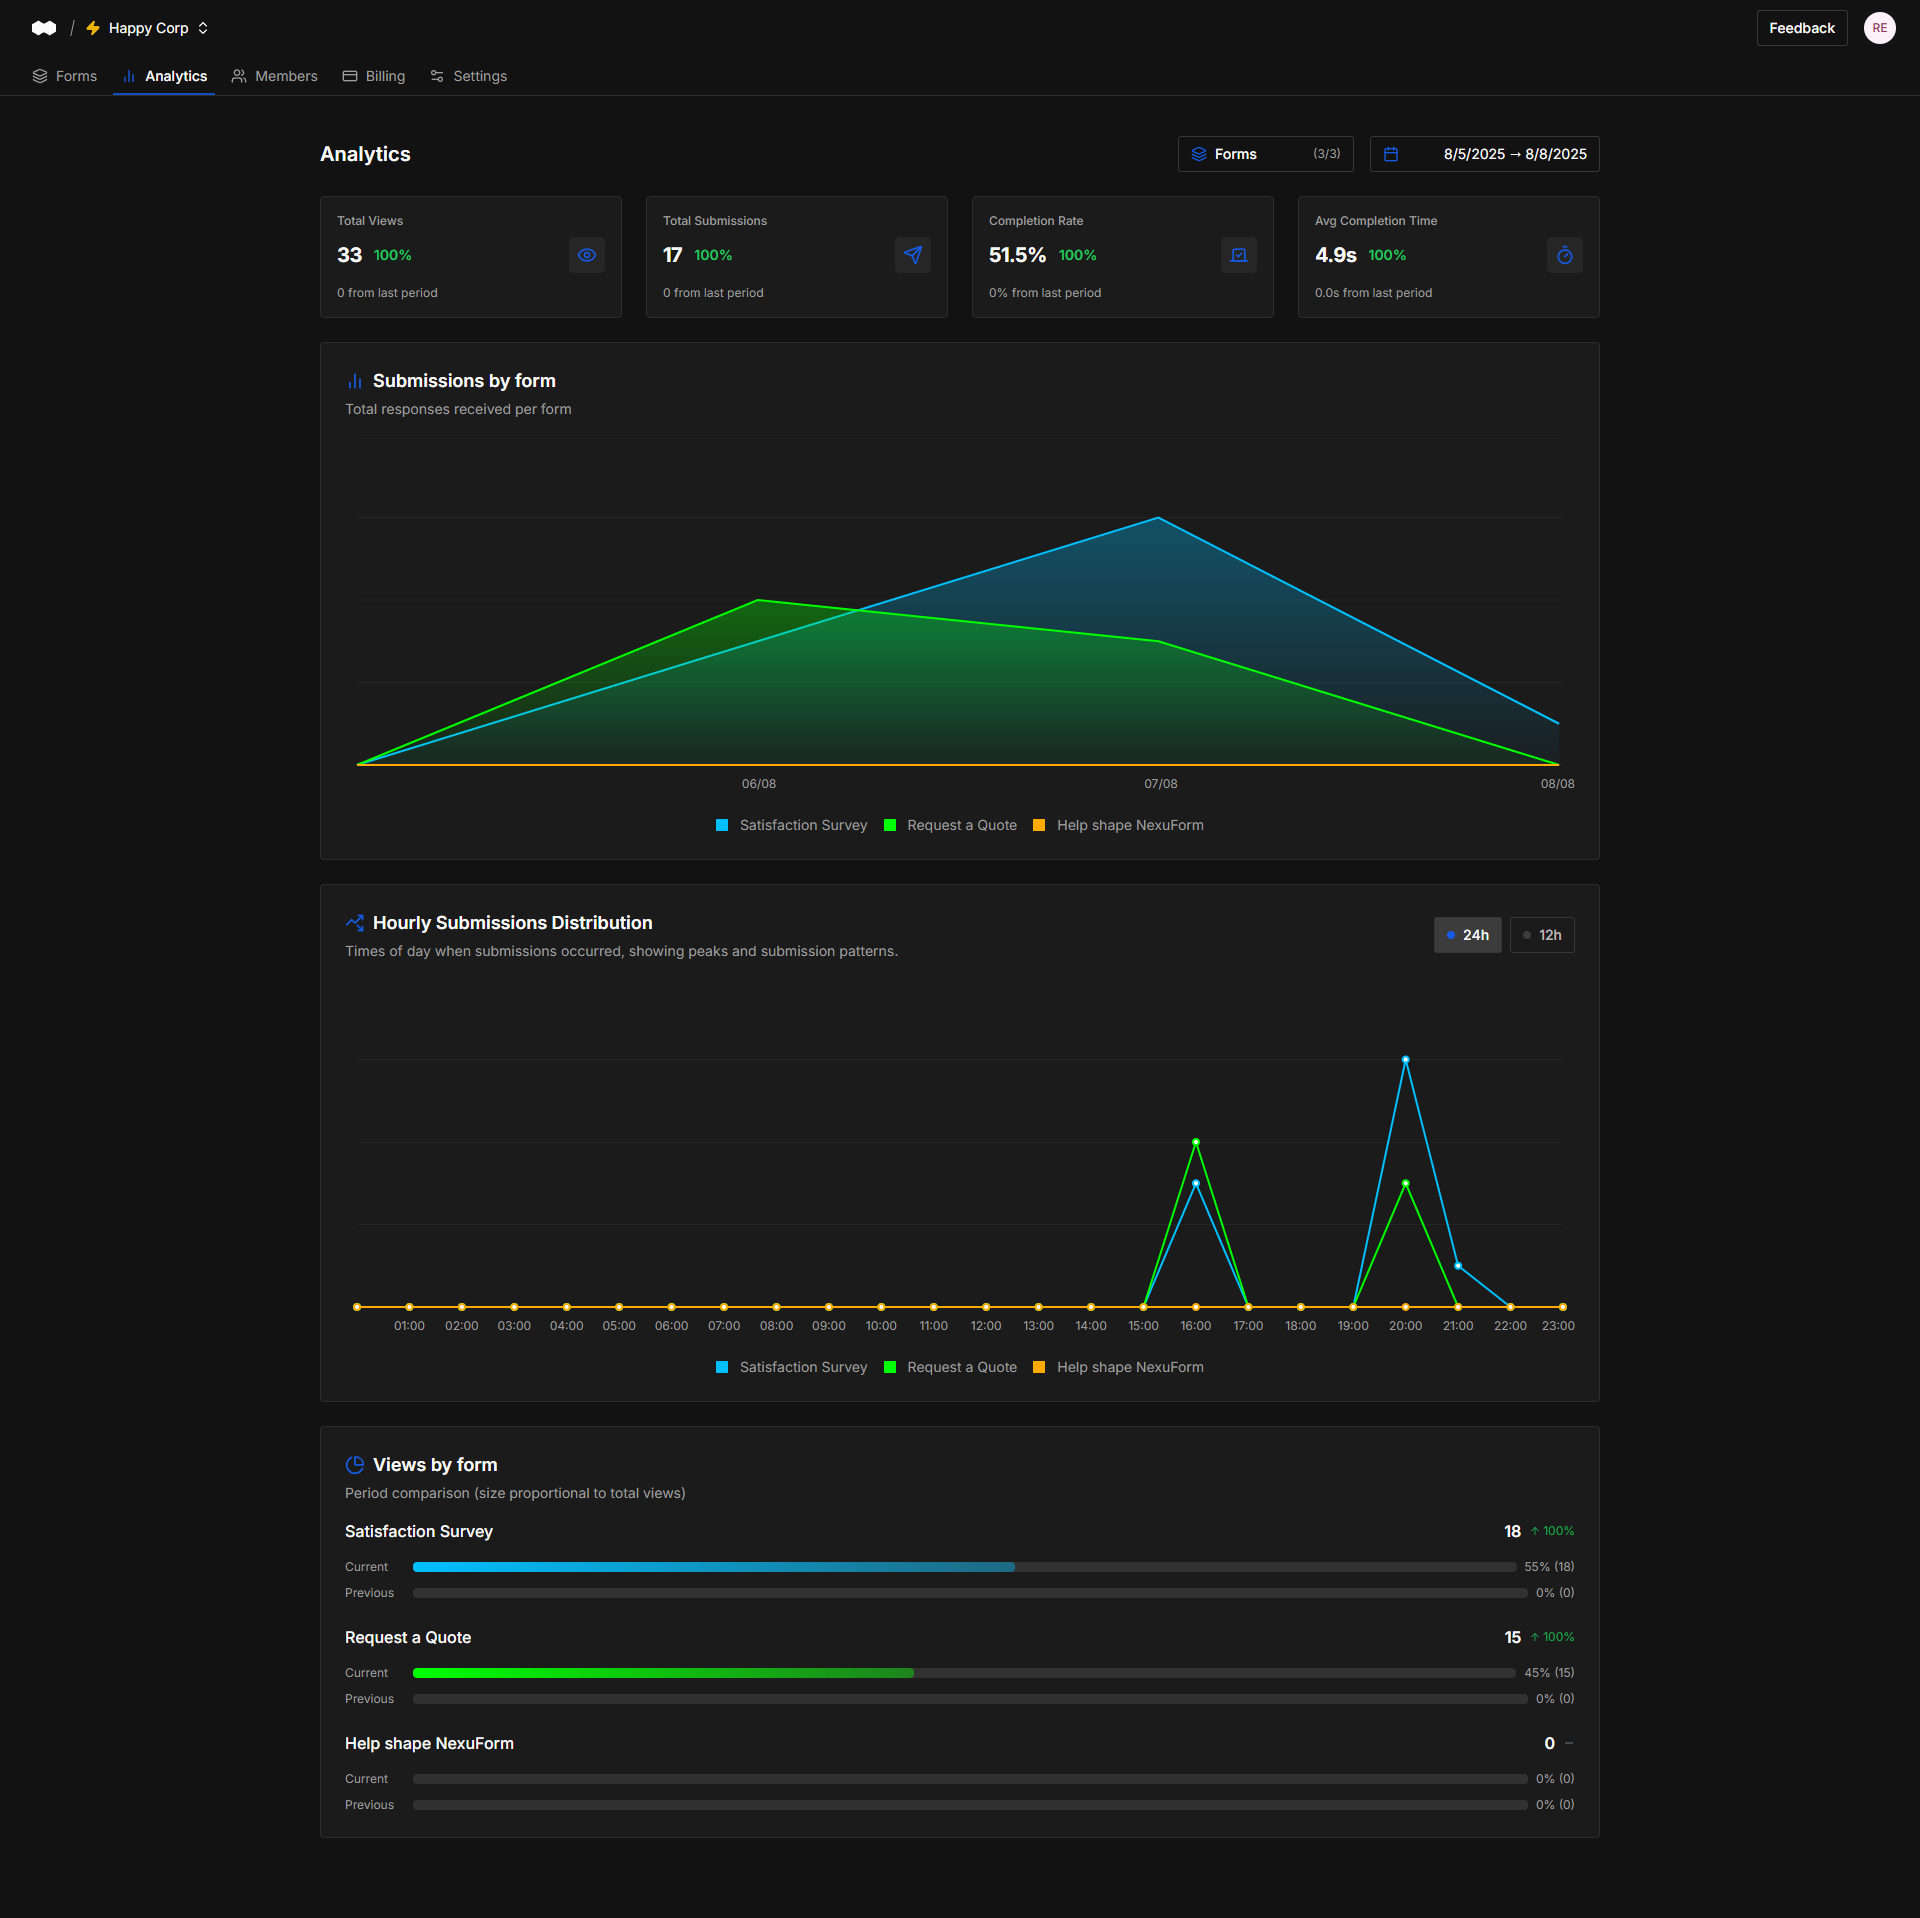 / Happy Corp
Feedback
RE
Forms Analytics Members Billing Settings
Analytics
Forms (3/3)
8/5/2025 → 8/8/2025
Total Views
33 100%
0 from last period
Total Submissions
17 100%
0 from last period
Completion Rate
51.5% 100%
0% from last period
Avg Completion Time
4.9s 100%
0.0s from last period
Submissions by form
Total responses received per form
06/08 07/08 08/08
Satisfaction Survey Request a Quote Help shape NexuForm
Hourly Submissions Distribution
Times of day when submissions occurred, showing peaks and submission patterns.
24h 12h
01:00 02:00 03:00 04:00 05:00 06:00 07:00 08:00 09:00 10:00 11:00 12:00 13:00 14:00 15:00 16:00 17:00 18:00 19:00 20:00 21:00 22:00 23:00
Satisfaction Survey Request a Quote Help shape NexuForm
Views by form
Period comparison (size proportional to total views)
Satisfaction Survey 18 ↑ 100%
Current 55% (18)
Previous 0% (0)
Request a Quote 15 ↑ 100%
Current 45% (15)
Previous 0% (0)
Help shape NexuForm 0 –
Current 0% (0)
Previous 0% (0)